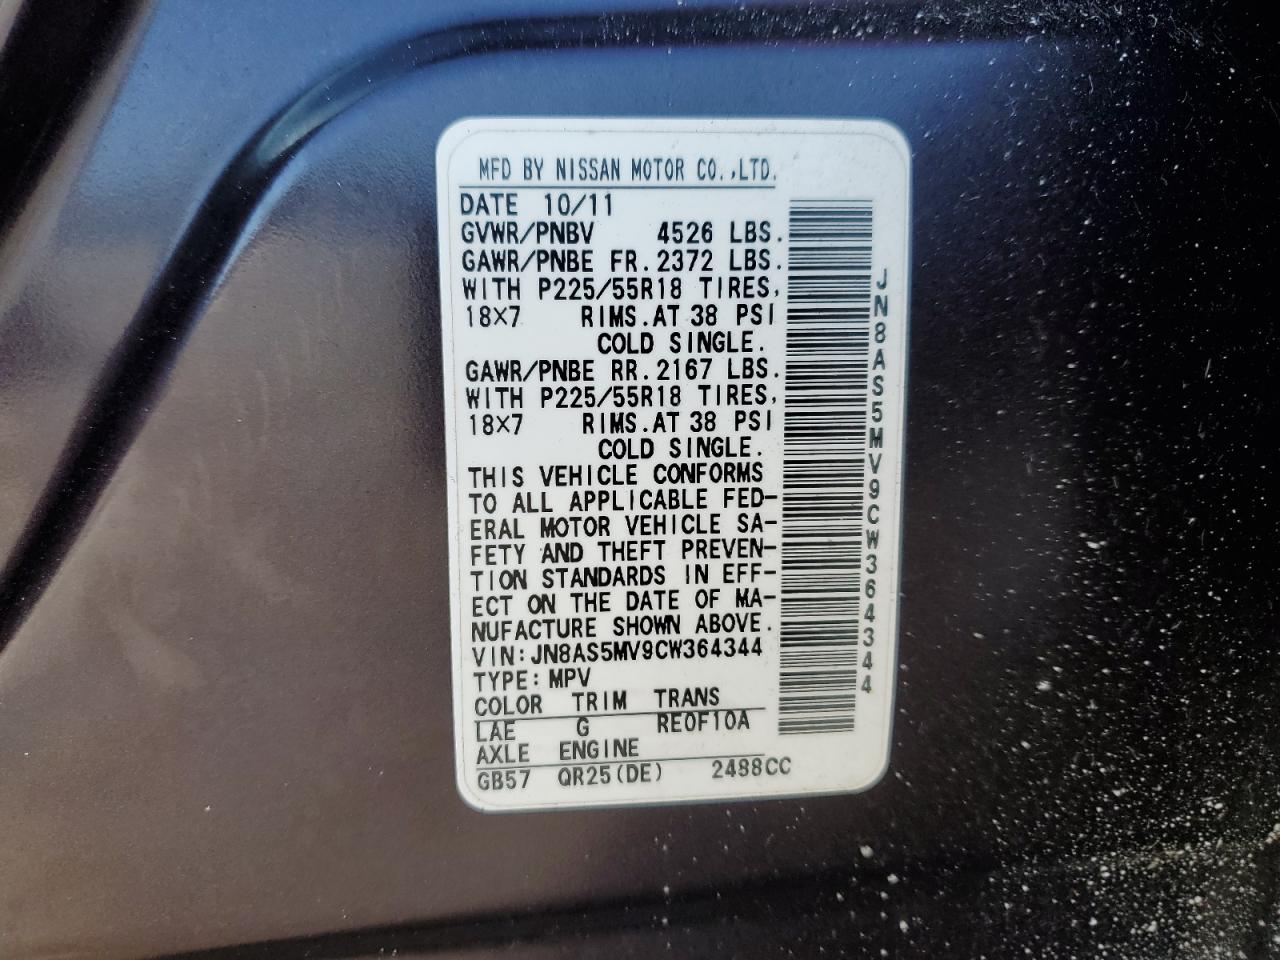 MFD BY NISSAN MOTOR CO.,LTD.
DATE 10/11
GVWR/PNBV 4526 LBS.
GAWR/PNBE FR.2372 LBS.
WITH P225/55R18 TIRES,
18X7 RIMS.AT 38 PSI
COLD SINGLE.
GAWR/PNBE RR.2167 LBS.
WITH P225/55R18 TIRES,
18X7 RIMS.AT 38 PSI
COLD SINGLE.
THIS VEHICLE CONFORMS
TO ALL APPLICABLE FED-
ERAL MOTOR VEHICLE SA-
FETY AND THEFT PREVEN-
TION STANDARDS IN EFF-
ECT ON THE DATE OF MA-
NUFACTURE SHOWN ABOVE.
VIN:JN8AS5MV9CW364344
TYPE:MPV
COLOR TRIM TRANS
LAE G RE0F10A
AXLE ENGINE
GB57 QR25(DE) 2488CC
JN8AS5MV9CW364344